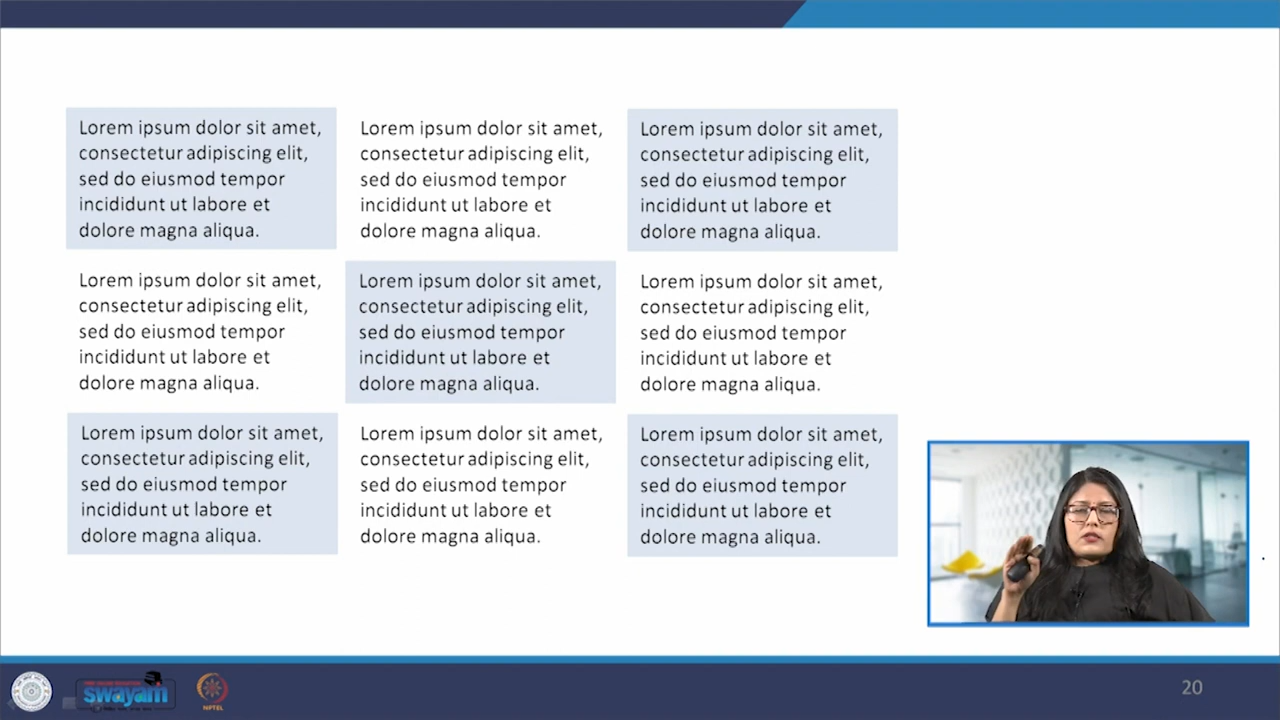 Lorem ipsum dolor sit amet,
consectetur adipiscing elit,
sed do eiusmod tempor
incididunt ut labore et
dolore magna aliqua.
Lorem ipsum dolor sit amet,
consectetur adipiscing elit,
sed do eiusmod tempor
incididunt ut labore et
dolore magna aliqua.
Lorem ipsum dolor sit amet,
consectetur adipiscing elit,
sed do eiusmod tempor
incididunt ut labore et
dolore magna aliqua.
Lorem ipsum dolor sit amet,
consectetur adipiscing elit,
sed do eiusmod tempor
incididunt ut labore et
dolore magna aliqua.
Lorem ipsum dolor sit amet,
consectetur adipiscing elit,
sed do eiusmod tempor
incididunt ut labore et
dolore magna aliqua.
Lorem ipsum dolor sit amet,
consectetur adipiscing elit,
sed do eiusmod tempor
incididunt ut labore et
dolore magna aliqua.
Lorem ipsum dolor sit amet,
consectetur adipiscing elit,
sed do eiusmod tempor
incididunt ut labore et
dolore magna aliqua.
Lorem ipsum dolor sit amet,
consectetur adipiscing elit,
sed do eiusmod tempor
incididunt ut labore et
dolore magna aliqua.
Lorem ipsum dolor sit amet,
consectetur adipiscing elit,
sed do eiusmod tempor
incididunt ut labore et
dolore magna aliqua.
swayam
NPTEL
20